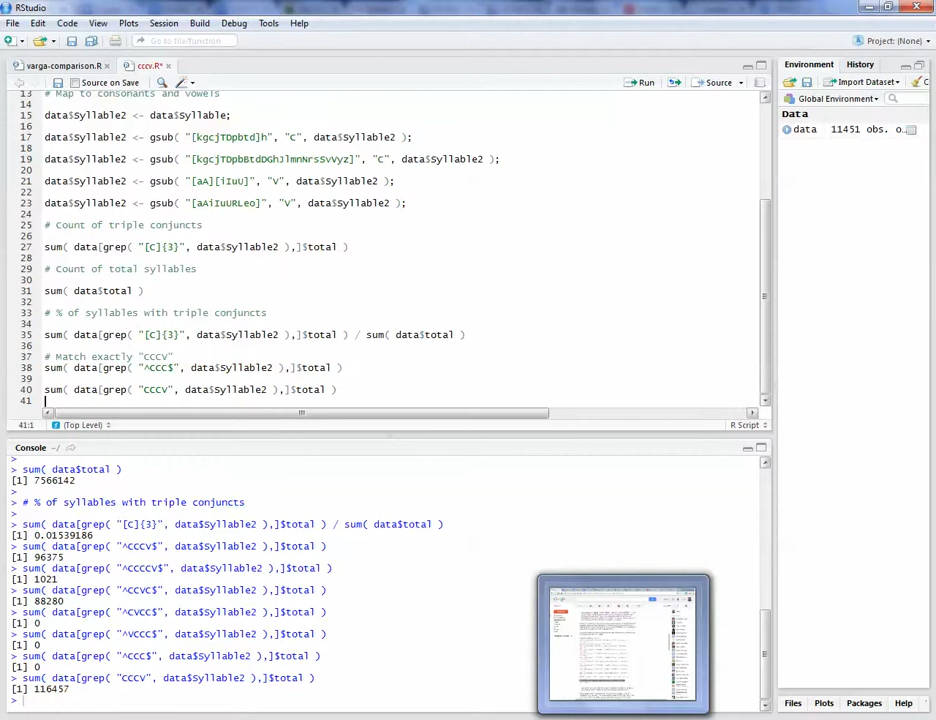 RStudio
File Edit Code View Plots Session Build Debug Tools Help
Go to file/function
Project: (None)
varga-comparison.R
cccv.R*
Source on Save
Run
Source
13 # Map to consonants and vowels
14
15 data$Syllable2 <- data$Syllable;
16
17 data$Syllable2 <- gsub( "[kgcjTDpbtd]h", "C", data$Syllable2 );
18
19 data$Syllable2 <- gsub( "[kgcjTDpbBtdDGhJlmnNrsSvVyz]", "C", data$Syllable2 );
20
21 data$Syllable2 <- gsub( "[aA][iIuU]", "V", data$Syllable2 );
22
23 data$Syllable2 <- gsub( "[aAiIuURLeo]", "V", data$Syllable2 );
24
25 # Count of triple conjuncts
26
27 sum( data[grep( "[C]{3}", data$Syllable2 ),]$total )
28
29 # Count of total syllables
30
31 sum( data$total )
32
33 # % of syllables with triple conjuncts
34
35 sum( data[grep( "[C]{3}", data$Syllable2 ),]$total ) / sum( data$total )
36
37 # Match exactly "CCCV"
38 sum( data[grep( "^CCC$", data$Syllable2 ),]$total )
39
40 sum( data[grep( "CCCV", data$Syllable2 ),]$total )
41
41:1 (Top Level) R Script
Console ~/
>
> sum( data$total )
[1] 7566142
>
> # % of syllables with triple conjuncts
>
> sum( data[grep( "[C]{3}", data$Syllable2 ),]$total ) / sum( data$total )
[1] 0.01539186
> sum( data[grep( "^CCCV$", data$Syllable2 ),]$total )
[1] 96375
> sum( data[grep( "^CCCCV$", data$Syllable2 ),]$total )
[1] 1021
> sum( data[grep( "^CCVC$", data$Syllable2 ),]$total )
[1] 88280
> sum( data[grep( "^CVCC$", data$Syllable2 ),]$total )
[1] 0
> sum( data[grep( "^VCCC$", data$Syllable2 ),]$total )
[1] 0
> sum( data[grep( "^CCC$", data$Syllable2 ),]$total )
[1] 0
> sum( data[grep( "CCCV", data$Syllable2 ),]$total )
[1] 116457
>
Environment History
Import Dataset C
Global Environment
Data
data 11451 obs. o..
Files Plots Packages Help